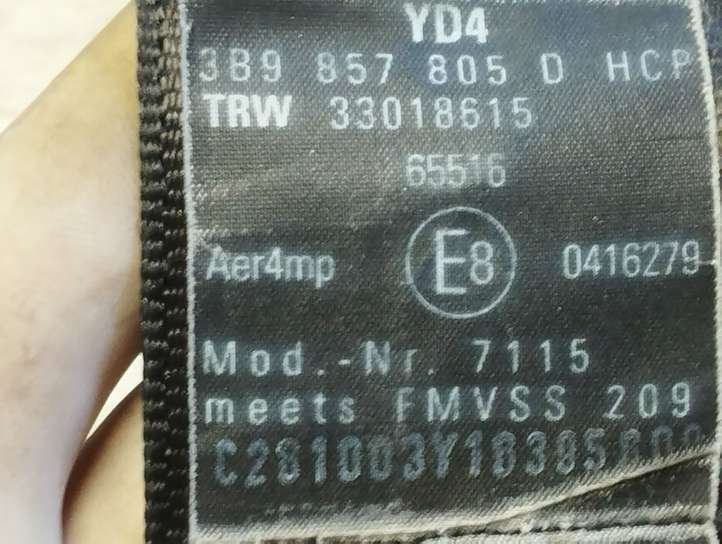 YD4
3B9 857 805 D HCP
TRW 33018615
65516
Aer4mp E8 0416279
Mod.-Nr. 7115
meets FMVSS 209